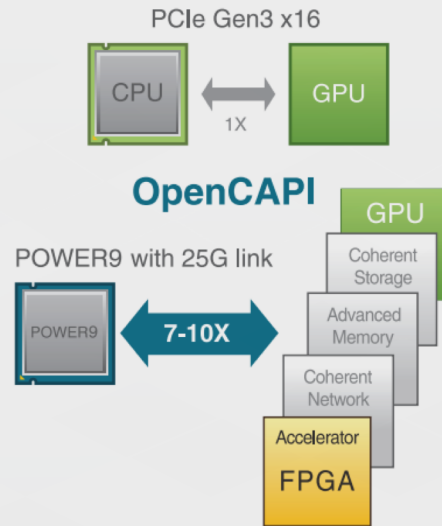 PCIe Gen3 x16
CPU
1X
GPU
OpenCAPI
POWER9 with 25G link
POWER9
7-10X
GPU
Coherent
Storage
Advanced
Memory
Coherent
Network
Accelerator
FPGA